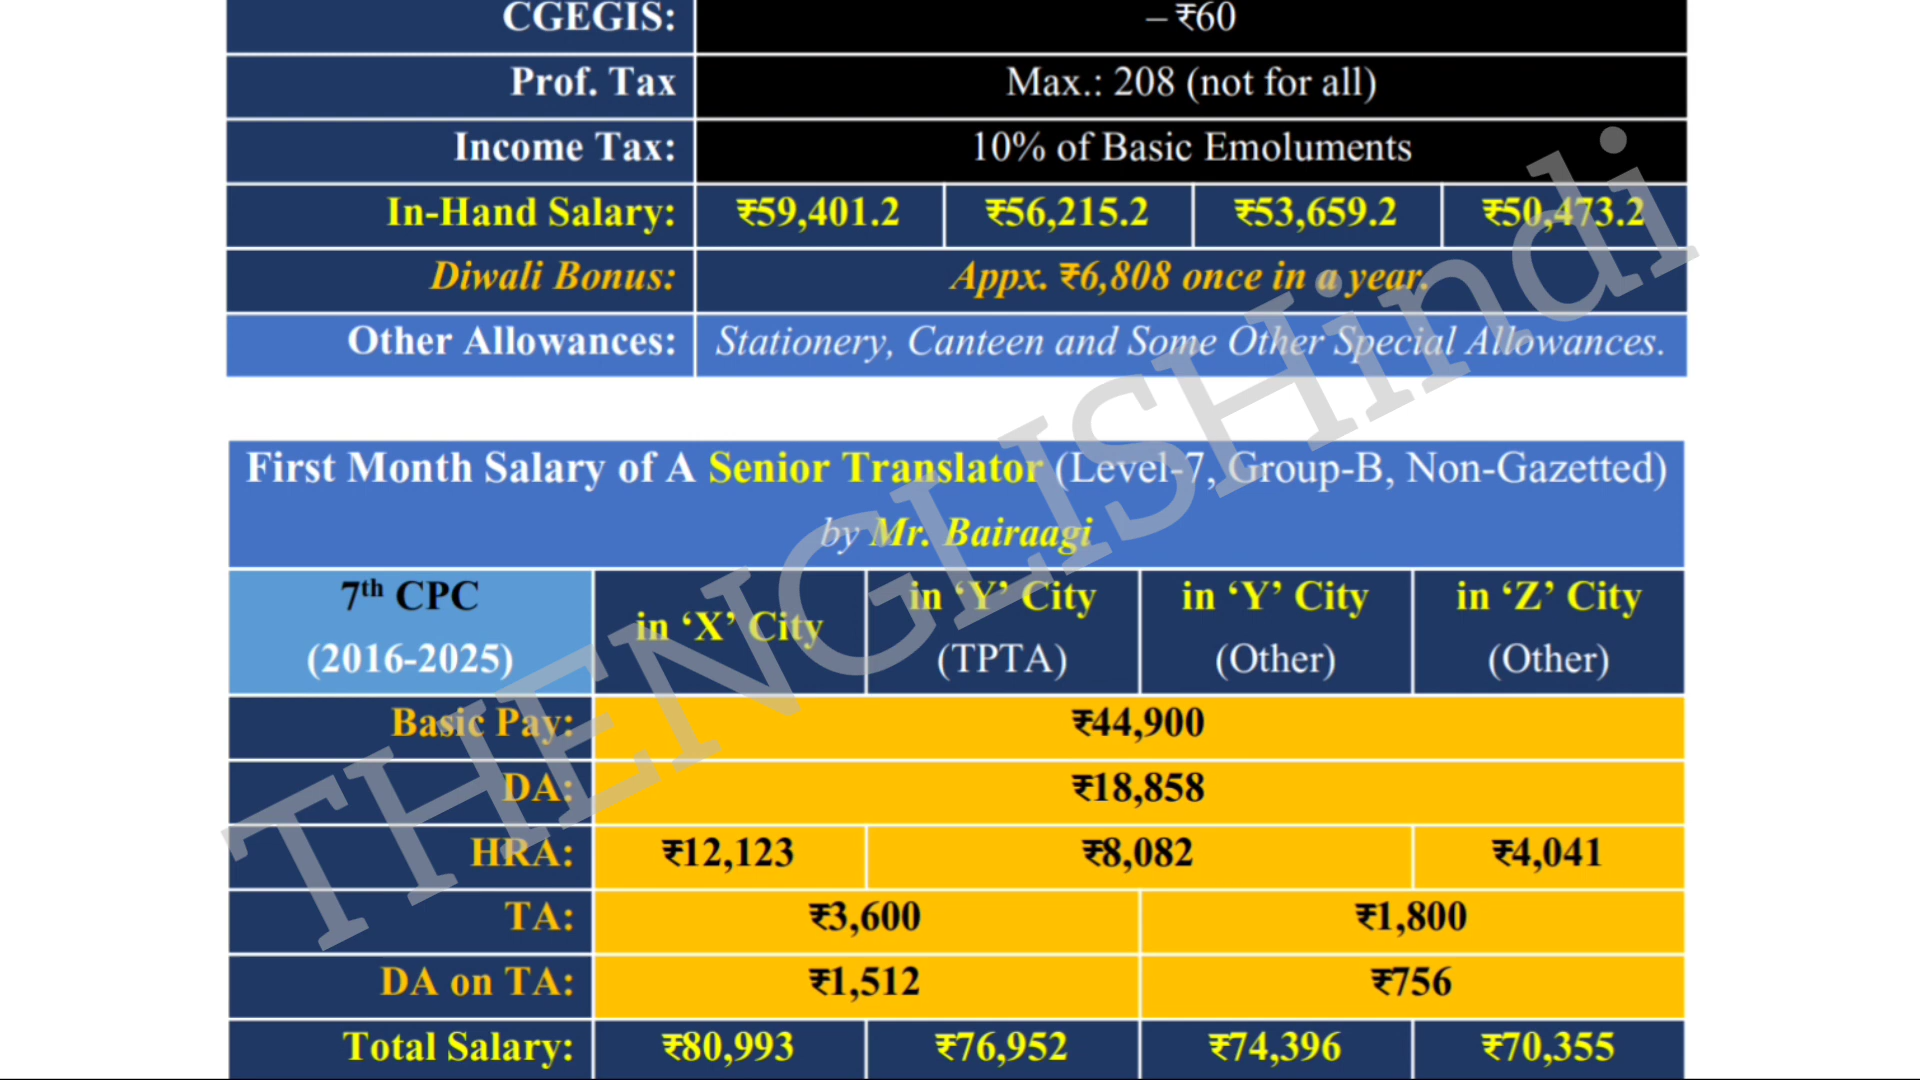 CGEGIS: – ₹60
Prof. Tax Max.: 208 (not for all)
Income Tax: 10% of Basic Emoluments
In-Hand Salary: ₹59,401.2 ₹56,215.2 ₹53,659.2 ₹50,473.2
Diwali Bonus: Appx. ₹6,808 once in a year.
Other Allowances: Stationery, Canteen and Some Other Special Allowances.
First Month Salary of A Senior Translator (Level-7, Group-B, Non-Gazetted)
by Mr. Bairaagi
7th CPC (2016-2025) in ‘X’ City in ‘Y’ City (TPTA) in ‘Y’ City (Other) in ‘Z’ City (Other)
Basic Pay: ₹44,900
DA: ₹18,858
HRA: ₹12,123 ₹8,082 ₹4,041
TA: ₹3,600 ₹1,800
DA on TA: ₹1,512 ₹756
Total Salary: ₹80,993 ₹76,952 ₹74,396 ₹70,355
THENGLISHindi